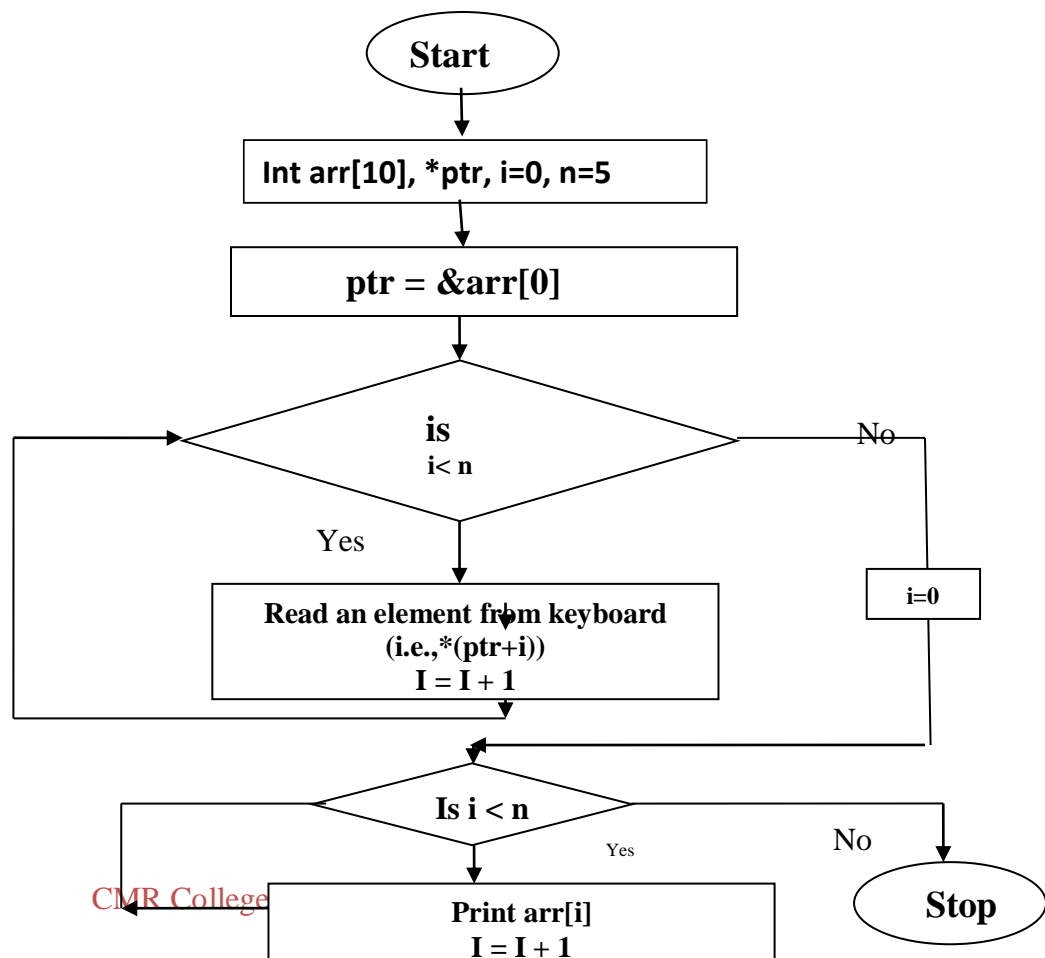 Start
Int arr[10], *ptr, i=0, n=5
ptr = &arr[0]
is
i< n
No
Yes
Read an element from keyboard
(i.e.,*(ptr+i))
I = I + 1
i=0
Is i < n
Yes
No
CMR College
Print arr[i]
I = I + 1
Stop